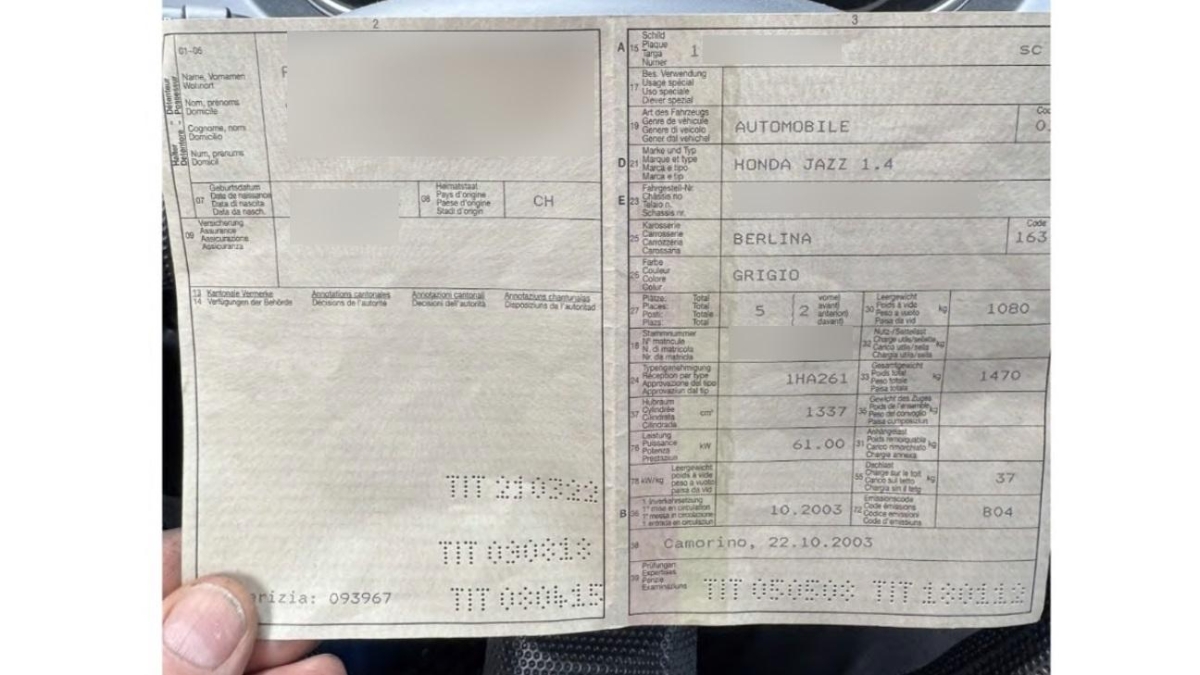 2
01-06
Name, Vornamen
Wohnort
Nom, prénoms
Domicile
Cognome, nomi
Domicilio
Num, prenums
Domicil
Halter - Détenteur
Detentore - Possessur
07
Geburtsdatum
Date de naissance
Data di nascita
Data da nasch.
08
Heimatstaat
Pays d'origine
Paese d'origine
Stadi d'origin
CH
09
Versicherung
Assurance
Assicurazione
Assicuranza
13
14
Kantonale Vermerke
Verfügungen der Behörde
Annotations cantonales
Décisions de l'autorité
Annotazioni cantonali
Decisioni dell'autorità
Annotaziuns chantunalas
Disposiziuns de l'autoritad
TIT 210322
TIT 090818
rizia: 093967
TIT 080415
3
A 15
Schild
Plaque
Targa
Numer
1
SC
17
Bes. Verwendung
Usage spécial
Uso speciale
Diever spezial
19
Art des Fahrzeugs
Genre de véhicule
Genere di veicolo
Gener dal vehichel
AUTOMOBILE
D 21
Marke und Typ
Marque et type
Marca e tipo
Marca e tip
HONDA JAZZ 1.4
E 23
Fahrgestell-Nr.
Châssis no
Telaio n.
Schassis nr.
25
Karosserie
Carrosserie
Carrozzeria
Carossaria
BERLINA
Code
163
26
Farbe
Couleur
Colore
Colur
GRIGIO
27
Plätze: Total
Places: Total
Posti: Totale
Plazs: Total
5
2
vorne
avant
anteriori
davant
30
Leergewicht
Poids à vide
Peso a vuoto
Paisa da vid
kg
1080
18
Stammnummer
N° matricule
N. di matricola
Nr. da matricla
32
Nutz-/Sattellast
Charge utile/sellette
Carico utile/sella
Chargia utila/sella
kg
24
Typengenehmigung
Réception par type
Approvazione del tipo
Approvaziun dal tip
1HA261
33
Gesamtgewicht
Poids total
Peso totale
Paisa totala
kg
1470
37
Hubraum
Cylindrée
Cilindrata
Cilindrada
cm³
1337
Gewicht des Zuges
Poids de l'ensemble
Peso del convoglio
Paisa cumposiziun
kg
76
Leistung
Puissance
Potenza
Prestaziun
kW
61.00
31
Anhängelast
Poids remorquable
Carico rimorchiato
Chargia annexa
kg
78 kW/kg
Leergewicht
poids à vide
peso a vuoto
paisa da vid
55
Dachlast
Charge sur le toit
Carico sul tetto
Chargia sin il tetg
kg
37
B 36
1. Inverkehrsetzung
1re mise en circulation
1a messa in circolazione
1. entrada en circulaziun
10.2003
72
Emissionscode
Code émissions
Codice emissioni
Code d'emissiuns
B04
38
Camorino, 22.10.2003
39
Prüfungen
Expertises
Perizie
Examinaziuns
TIT 050608 TIT 180112